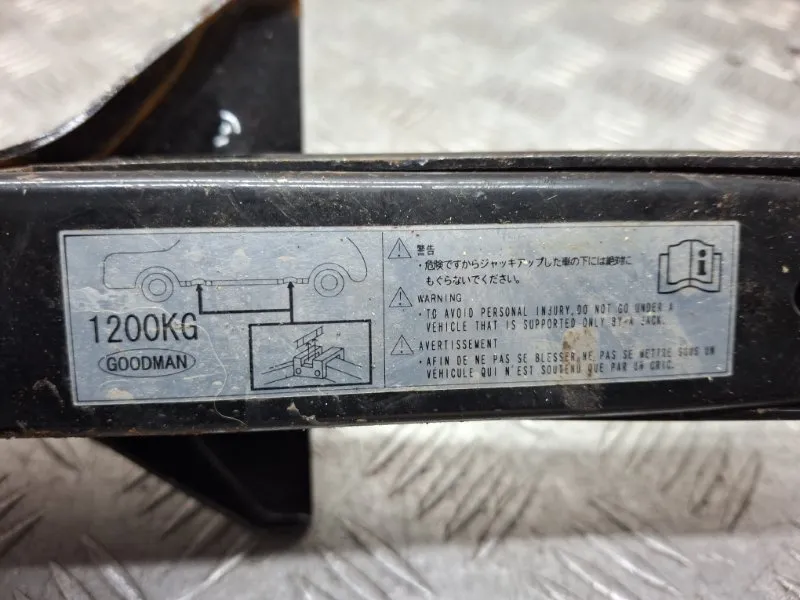 1200KG
GOODMAN
警告
・危険ですからジャッキアップした車の下には絶対に
もぐらないでください。
WARNING
・TO AVOID PERSONAL INJURY, DO NOT GO UNDER A
VEHICLE THAT IS SUPPORTED ONLY BY A JACK.
AVERTISSEMENT
・AFIN DE NE PAS SE BLESSER, NE PAS SE METTRE SOUS UN
VÉHICULE QUI N'EST SOUTENU QUE PAR UN CRIC.